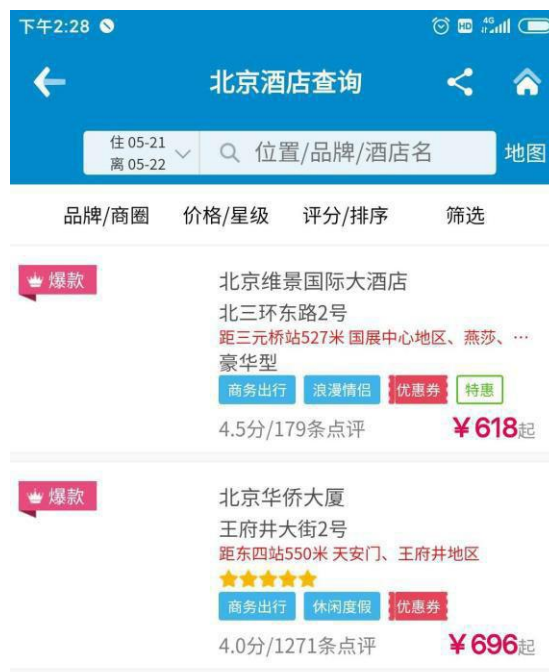 下午2:28
HD 4G
北京酒店查询
住 05-21
离 05-22
位置/品牌/酒店名
地图
品牌/商圈 价格/星级 评分/排序 筛选
爆款
北京维景国际大酒店
北三环东路2号
距三元桥站527米 国展中心地区、燕莎、…
豪华型
商务出行 浪漫情侣 优惠券 特惠
4.5分/179条点评 ￥618起
爆款
北京华侨大厦
王府井大街2号
距东四站550米 天安门、王府井地区
商务出行 休闲度假 优惠券
4.0分/1271条点评 ￥696起